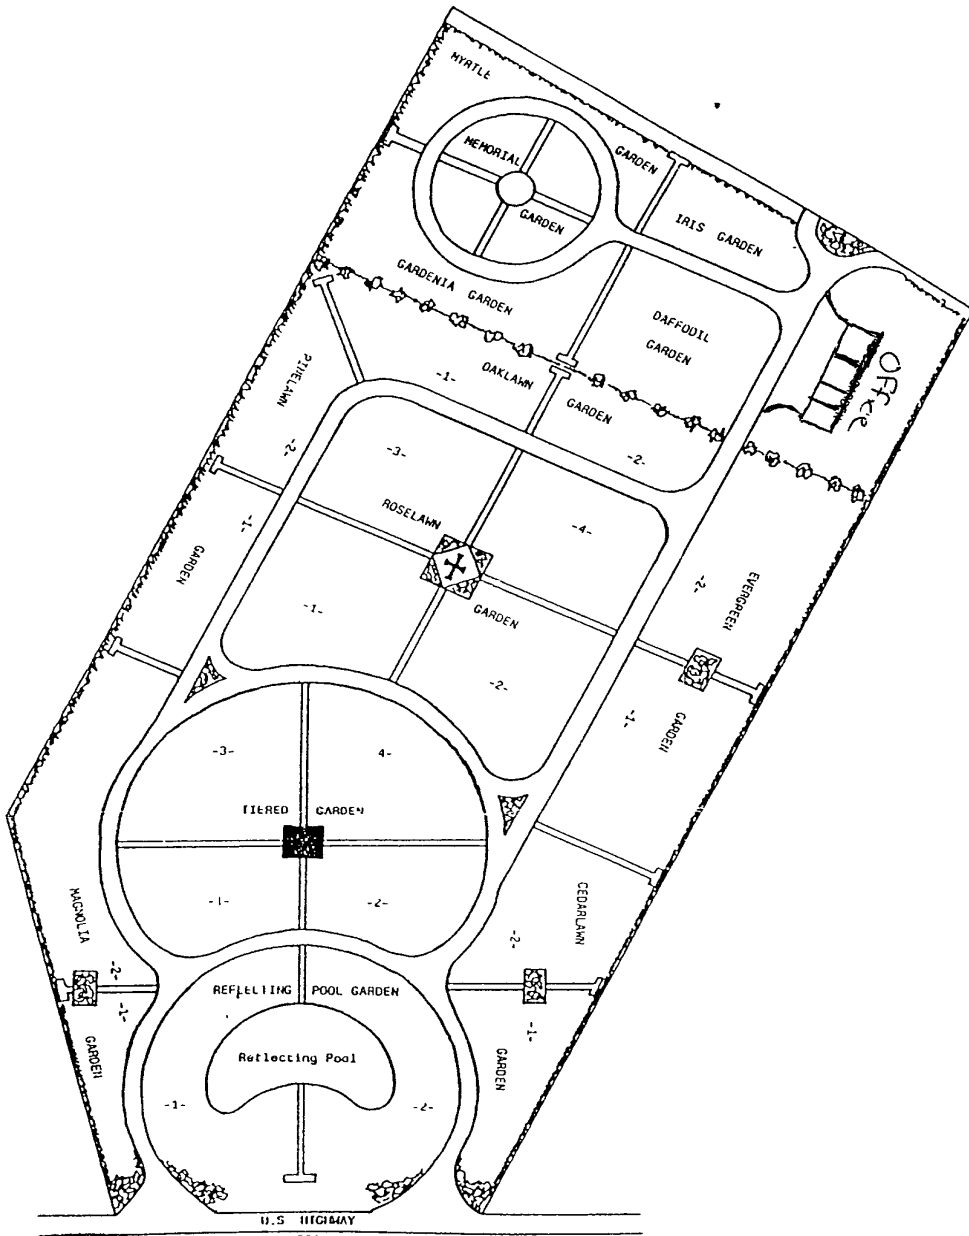 MYRTLE
GARDEN
MEMORIAL
GARDEN
IRIS GARDEN
GARDENIA GARDEN
DAFFODIL
GARDEN
Office
PINELAWN
-2-
-1-
GARDEN
-1-
OAKLAWN
GARDEN
-2-
-3-
ROSELAWN
-4-
-1-
GARDEN
-2-
EVERGREEN
-2-
-1-
GARDEN
-3-
4-
TIERED GARDEN
-1-
-2-
MAGNOLIA
-2-
-1-
GARDEN
CEDARLAWN
-2-
-1-
GARDEN
REFLECTING POOL GARDEN
Reflecting Pool
-1-
-2-
U.S HIGHWAY